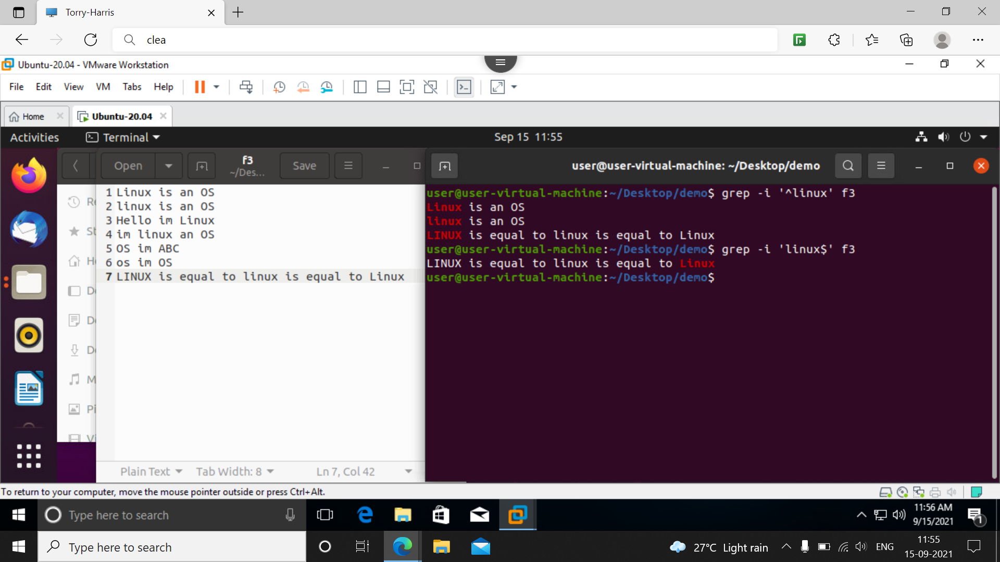 Torry-Harris
clea
Ubuntu-20.04 - VMware Workstation
File Edit View VM Tabs Help
Home
Ubuntu-20.04
Activities
Terminal
Sep 15 11:55
Open
f3
~/Des...
Save
user@user-virtual-machine: ~/Desktop/demo
1 Linux is an OS
2 linux is an OS
3 Hello im Linux
4 im linux an OS
5 OS im ABC
6 os im OS
7 LINUX is equal to linux is equal to Linux
Re
St
H
D
D
D
M
Pi
Vi
user@user-virtual-machine:~/Desktop/demo$ grep -i '^linux' f3
Linux is an OS
linux is an OS
LINUX is equal to linux is equal to Linux
user@user-virtual-machine:~/Desktop/demo$ grep -i 'linux$' f3
LINUX is equal to linux is equal to Linux
user@user-virtual-machine:~/Desktop/demo$
Plain Text Tab Width: 8 Ln 7, Col 42
To return to your computer, move the mouse pointer outside or press Ctrl+Alt.
Type here to search
11:56 AM
9/15/2021
1
Type here to search
27°C Light rain
ENG
11:55
15-09-2021